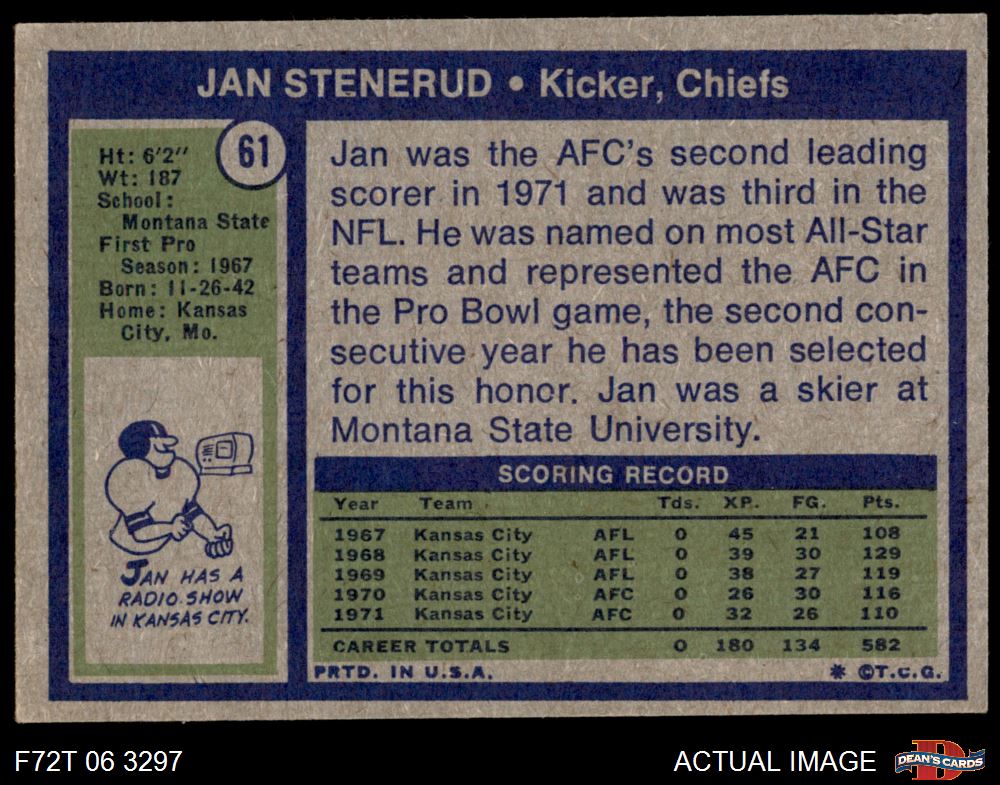 JAN STENERUD • Kicker, Chiefs
61
Ht: 6'2"
Wt: 187
School:
Montana State
First Pro
Season: 1967
Born: 11-26-42
Home: Kansas
City, Mo.
JAN HAS A
RADIO SHOW
IN KANSAS CITY.
Jan was the AFC's second leading
scorer in 1971 and was third in the
NFL. He was named on most All-Star
teams and represented the AFC in
the Pro Bowl game, the second con-
secutive year he has been selected
for this honor. Jan was a skier at
Montana State University.
SCORING RECORD
Year Team Tds. XP. FG. Pts.
1967 Kansas City AFL 0 45 21 108
1968 Kansas City AFL 0 39 30 129
1969 Kansas City AFL 0 38 27 119
1970 Kansas City AFC 0 26 30 116
1971 Kansas City AFC 0 32 26 110
CAREER TOTALS 0 180 134 582
PRTD. IN U.S.A. * ©T.C.G.
F72T 06 3297 ACTUAL IMAGE
D
DEAN'S CARDS